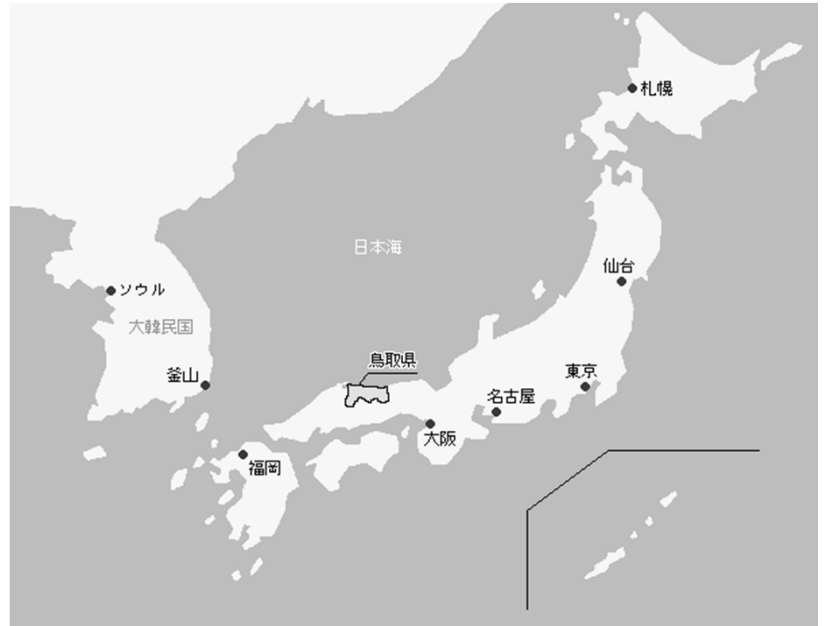 札幌
日本海
仙台
ソウル
大韓民国
鳥取県
釜山
東京
名古屋
大阪
福岡